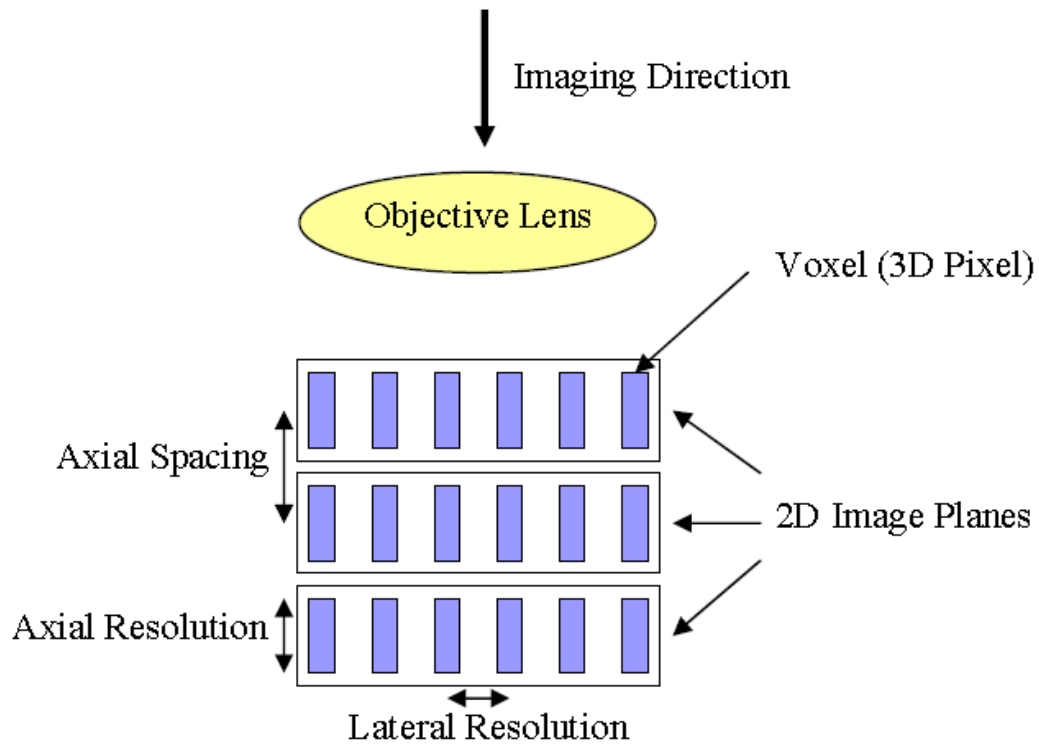 Imaging Direction
Objective Lens
Voxel (3D Pixel)
Axial Spacing
2D Image Planes
Axial Resolution
Lateral Resolution